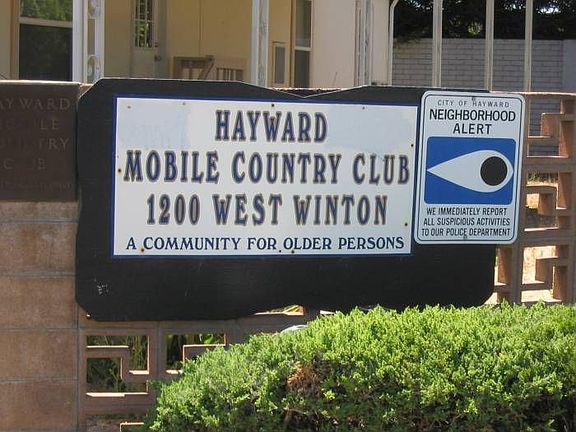 HAYWARD
MOBILE COUNTRY CLUB
1200 WEST WINTON
A COMMUNITY FOR OLDER PERSONS
CITY OF HAYWARD
NEIGHBORHOOD
ALERT
WE IMMEDIATELY REPORT
ALL SUSPICIOUS ACTIVITIES
TO OUR POLICE DEPARTMENT
AYWARD